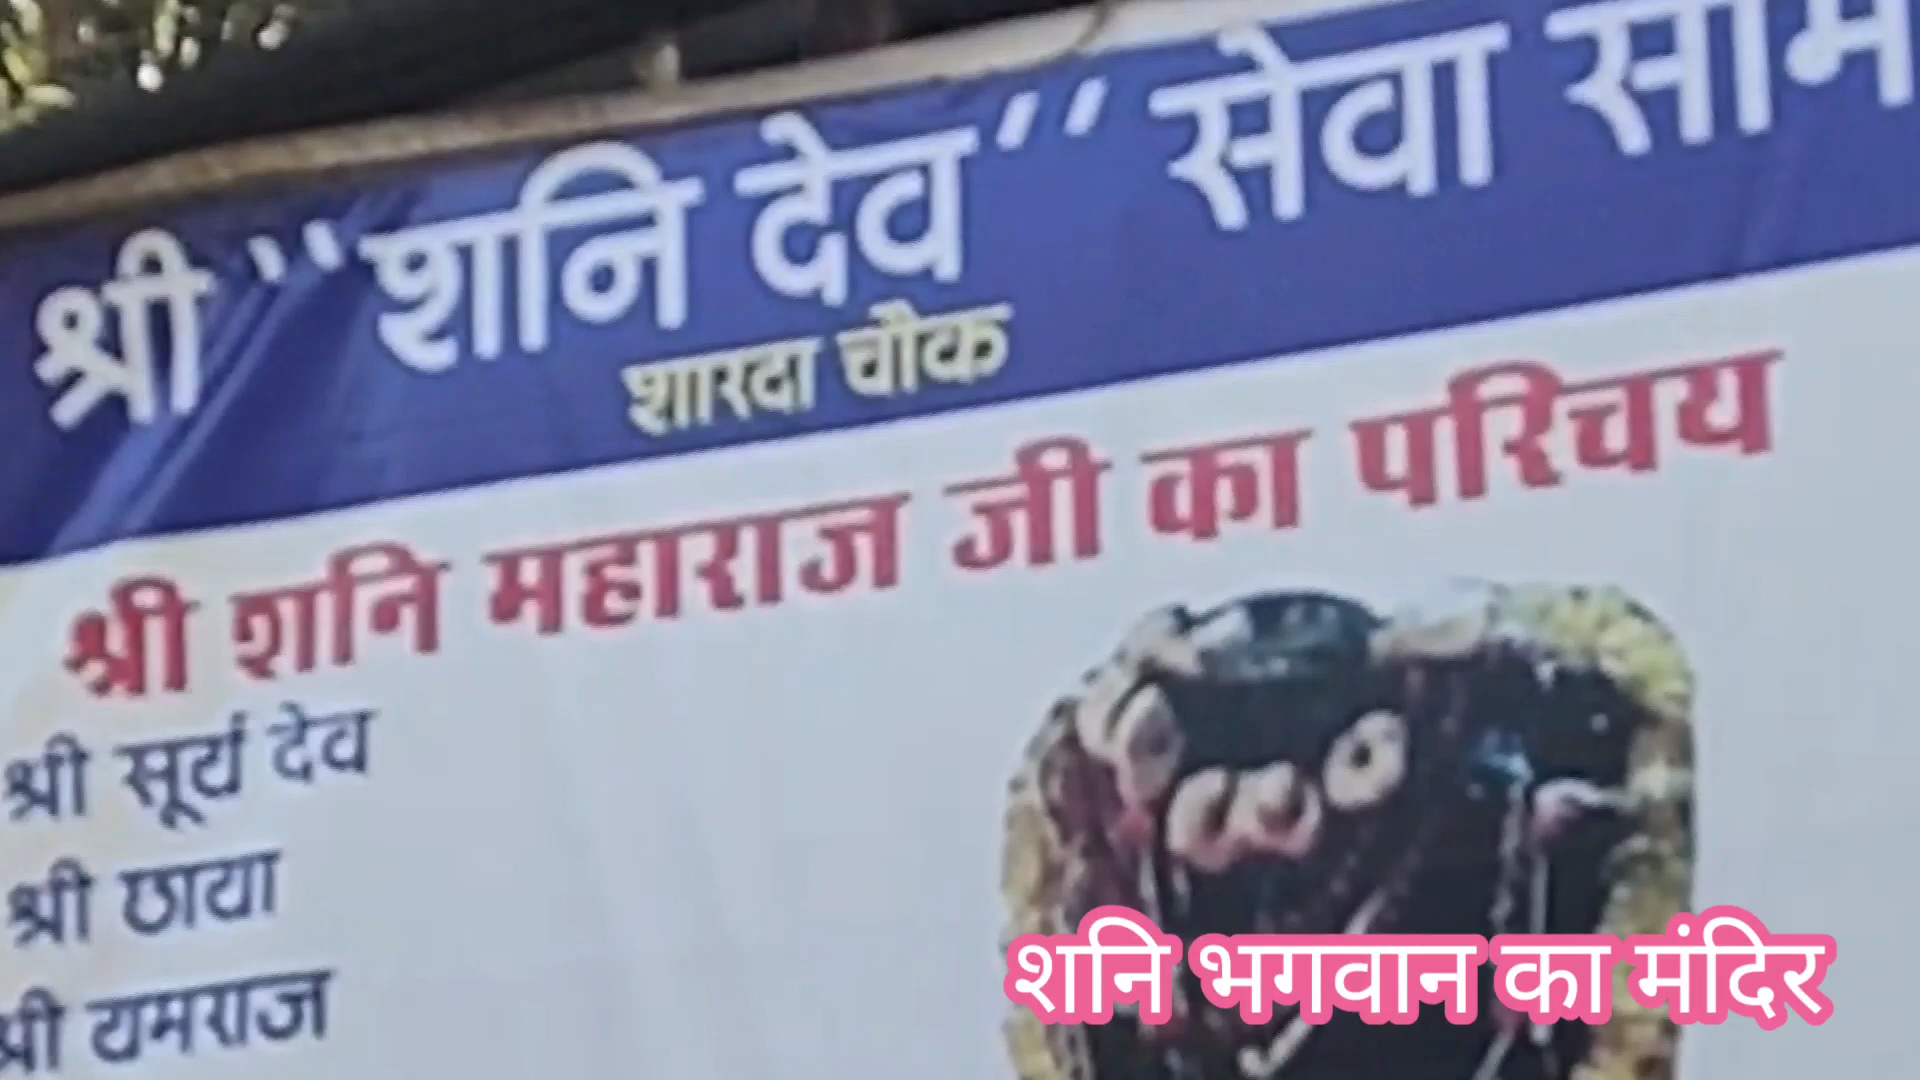 श्री "शनि देव" सेवा
शारदा चौक
श्री शनि महाराज जी का परिचय
श्री सूर्य देव
श्री छाया
श्री यमराज
शनि भगवान का मंदिर